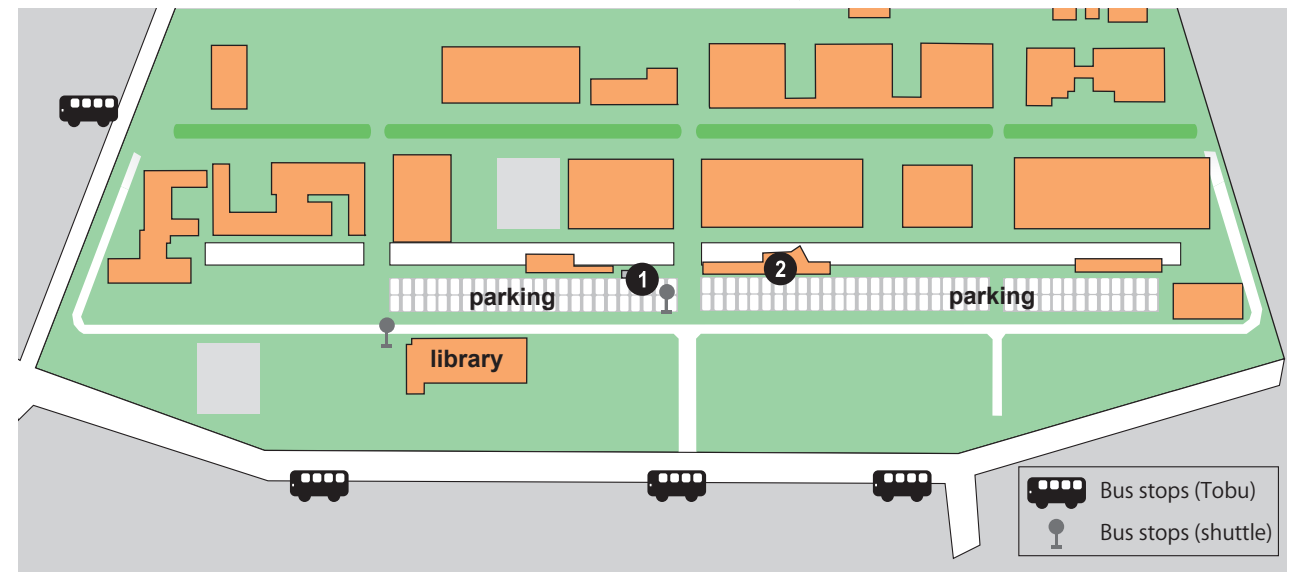 1
2
parking
parking
library
Bus stops (Tobu)
Bus stops (shuttle)